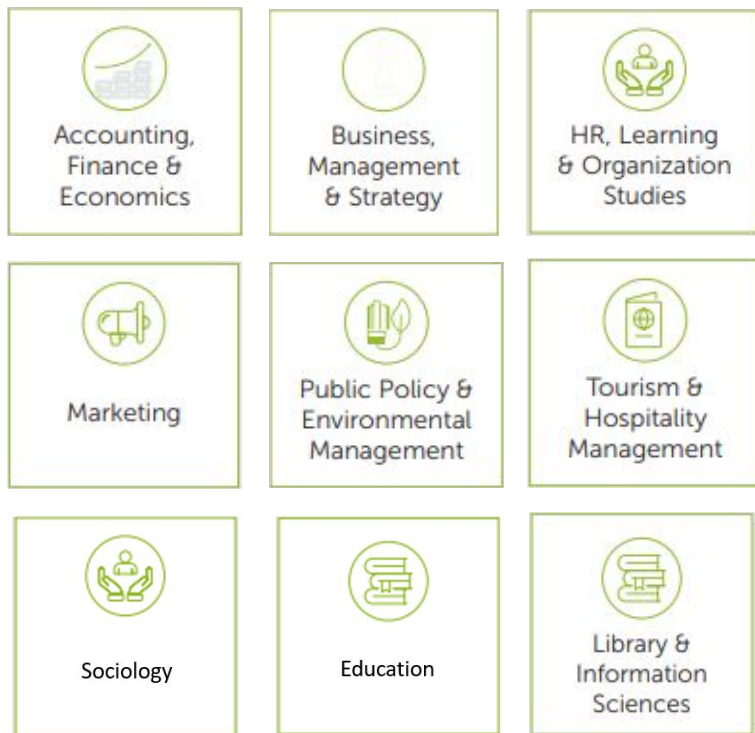 Accounting,
Finance &
Economics
Business,
Management
& Strategy
HR, Learning
& Organization
Studies
Marketing
Public Policy &
Environmental
Management
Tourism &
Hospitality
Management
Sociology
Education
Library &
Information
Sciences